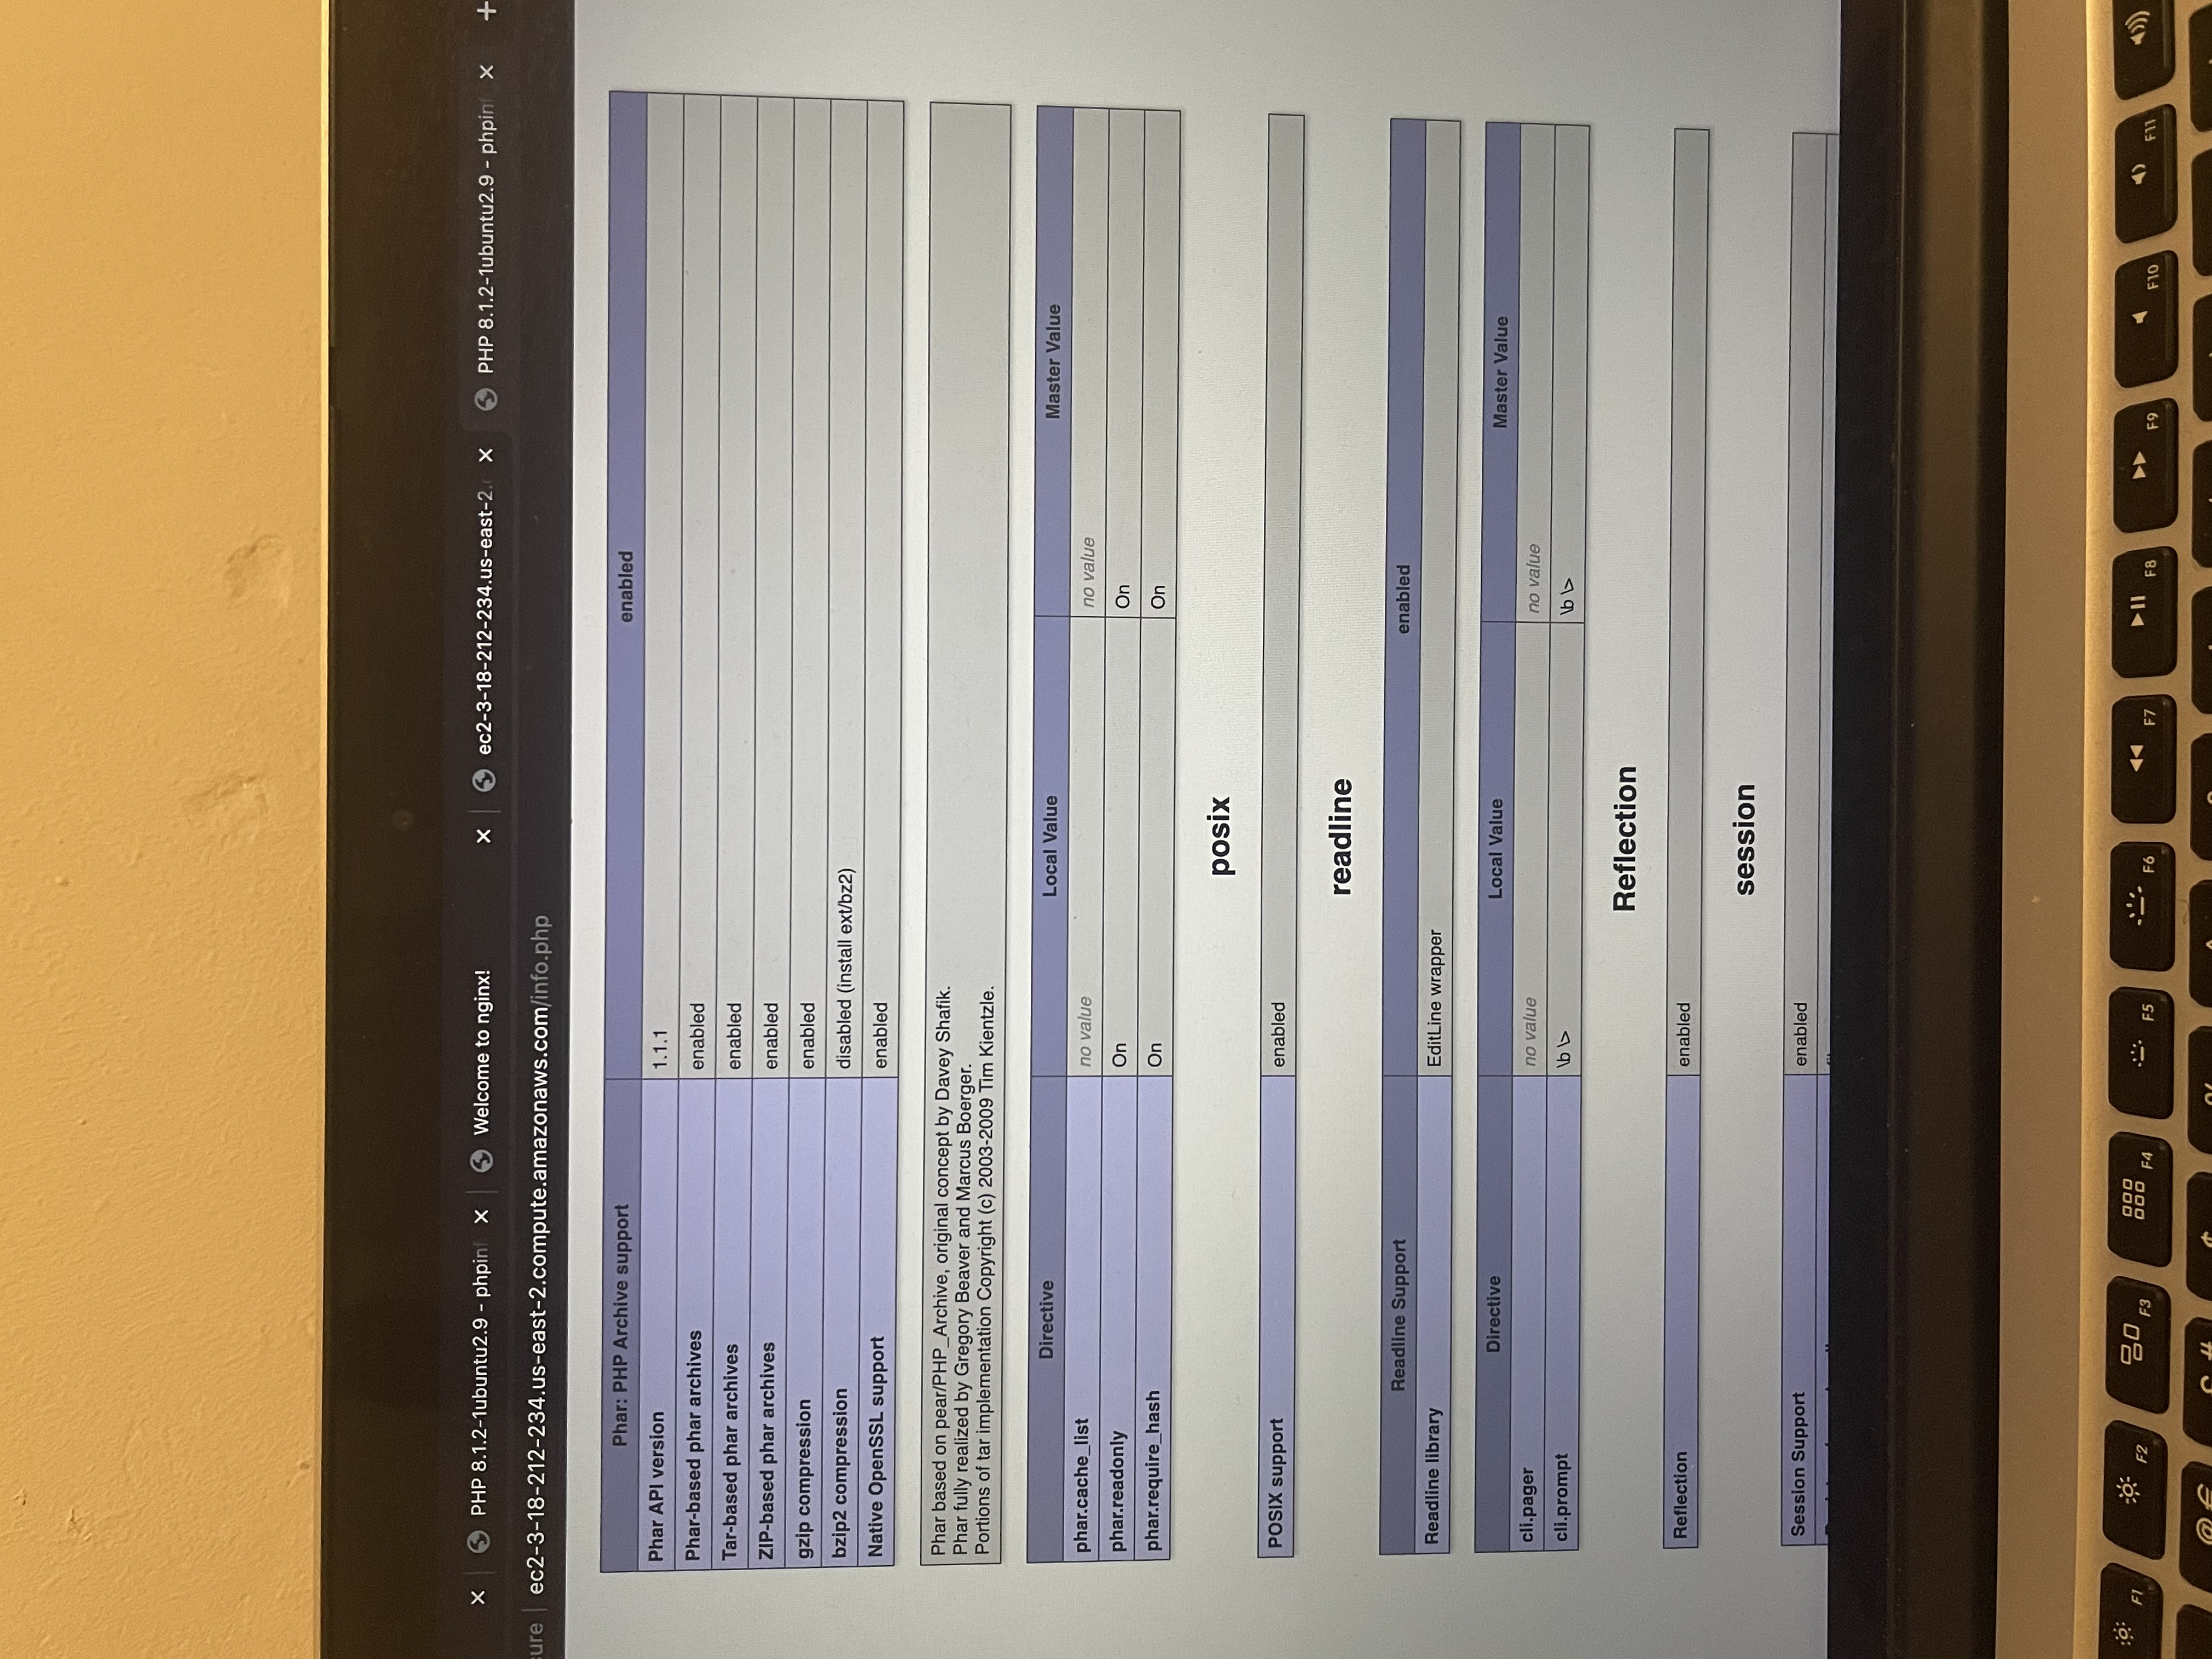 PHP 8.1.2-1ubuntu2.9 - phpin
Welcome to nginx!
ec2-3-18-212-234.us-east-2.
PHP 8.1.2-1ubuntu2.9 - phpin
ure ec2-3-18-212-234.us-east-2.compute.amazonaws.com/info.php
Phar: PHP Archive support enabled
Phar API version 1.1.1
Phar-based phar archives enabled
Tar-based phar archives enabled
ZIP-based phar archives enabled
gzip compression enabled
bzip2 compression disabled (install ext/bz2)
Native OpenSSL support enabled
Phar based on pear/PHP_Archive, original concept by Davey Shafik.
Phar fully realized by Gregory Beaver and Marcus Boerger.
Portions of tar implementation Copyright (c) 2003-2009 Tim Kientzle.
Directive Local Value Master Value
phar.cache_list no value no value
phar.readonly On On
phar.require_hash On On
posix
POSIX support enabled
readline
Readline Support enabled
Readline library EditLine wrapper
Directive Local Value Master Value
cli.pager no value no value
cli.prompt \b \> \b \>
Reflection
Reflection enabled
session
Session Support enabled
F1 F2 F3 F4 F5 F6 F7 F8 F9 F10 F11
@ € £ # $ %